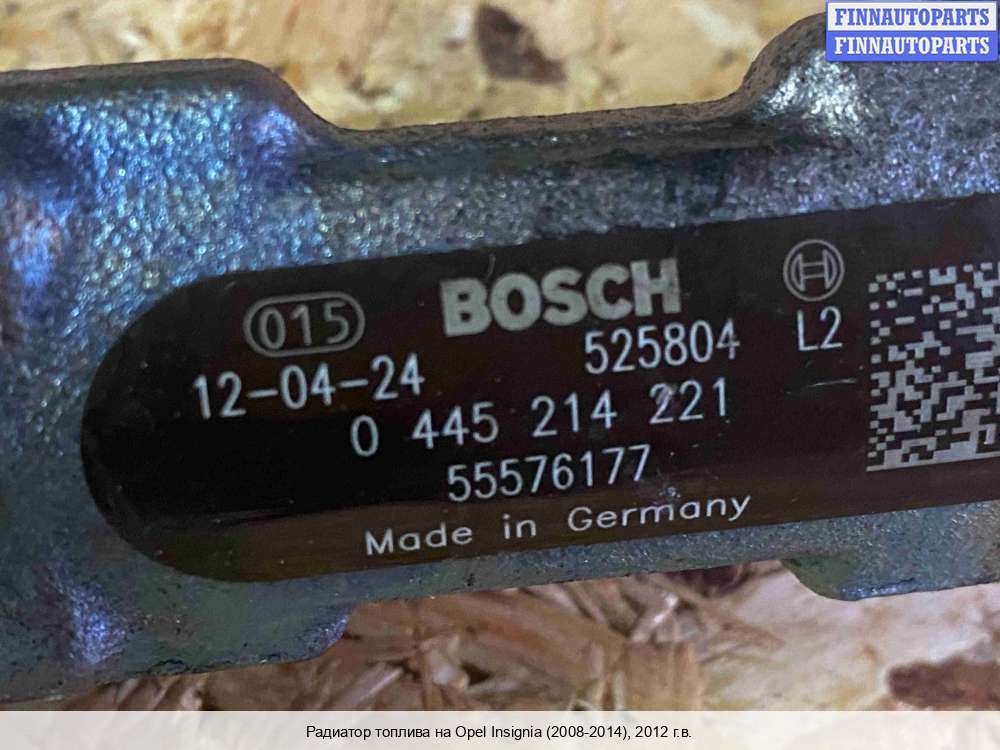 FINNAUTOPARTS
FINNAUTOPARTS
015 BOSCH H
12-04-24 525804 L2
0 445 214 221
55576177
Made in Germany
Радиатор топлива на Opel Insignia (2008-2014), 2012 г.в.